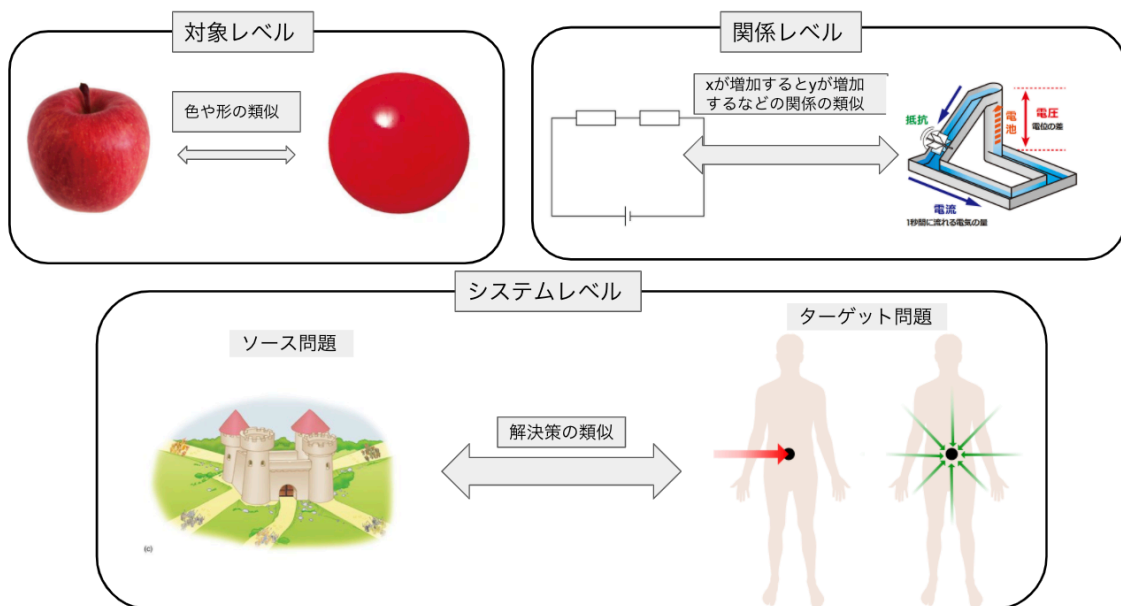 対象レベル
色や形の類似
関係レベル
xが増加するとyが増加
するなどの関係の類似
抵抗
電池
電圧
電位の差
電流
1秒間に流れる電気の量
システムレベル
ソース問題
ターゲット問題
解決策の類似
(c)